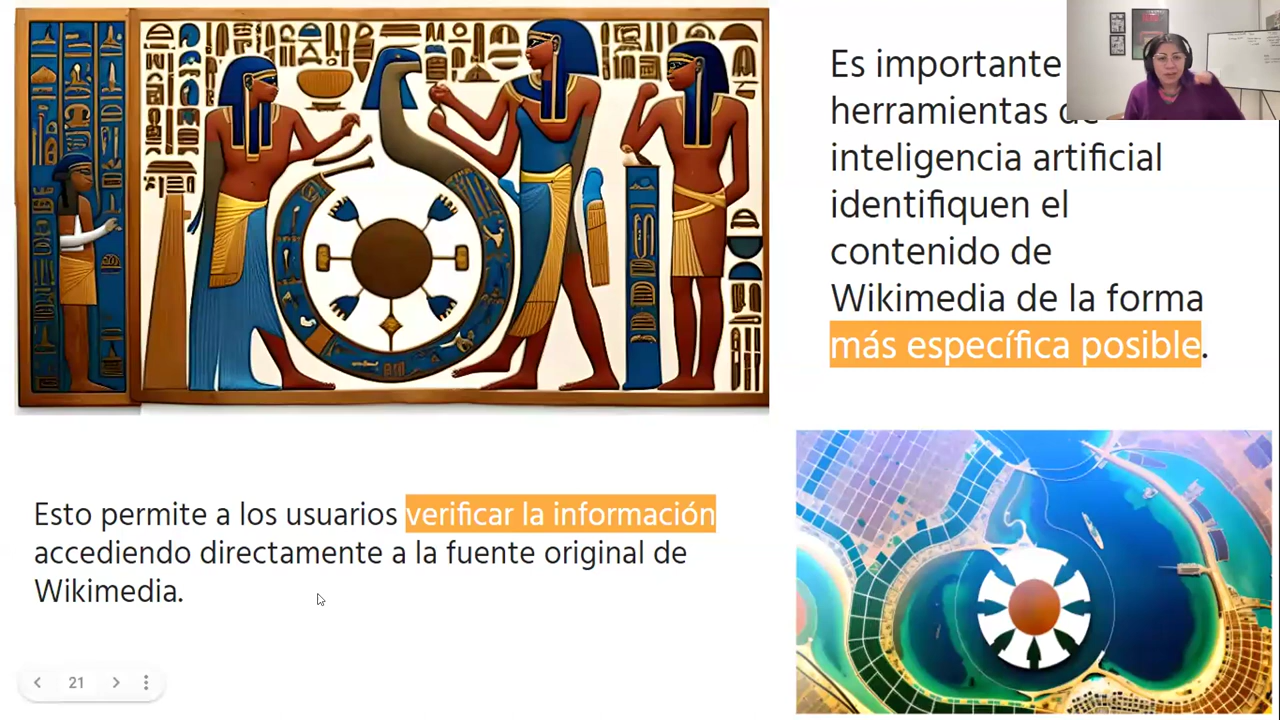 Es importante
herramientas de
inteligencia artificial
identifiquen el
contenido de
Wikimedia de la forma
más específica posible.
Esto permite a los usuarios verificar la información
accediendo directamente a la fuente original de
Wikimedia.
21